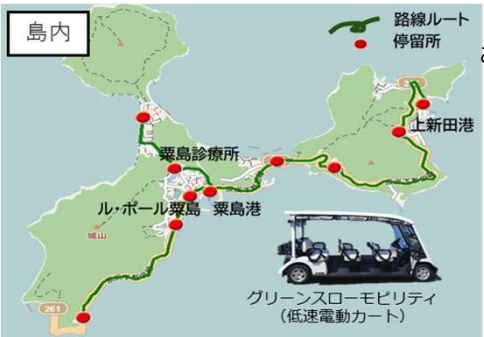 島内
路線ルート
停留所
上新田港
粟島診療所
ル・ポール粟島
粟島港
城山
261
グリーンスローモビリティ
（低速電動カート）